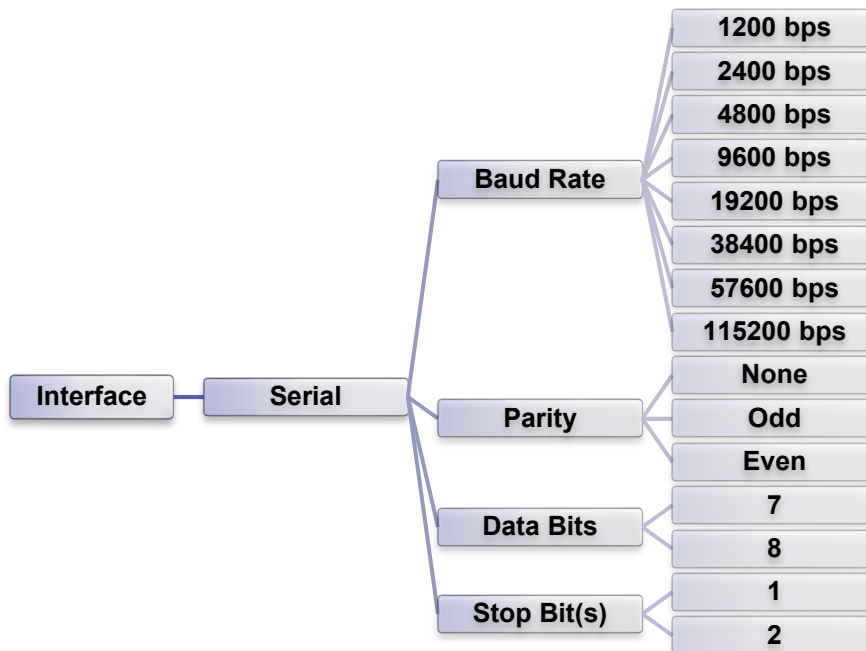 Interface
Serial
Baud Rate
1200 bps
2400 bps
4800 bps
9600 bps
19200 bps
38400 bps
57600 bps
115200 bps
Parity
None
Odd
Even
Data Bits
7
8
Stop Bit(s)
1
2